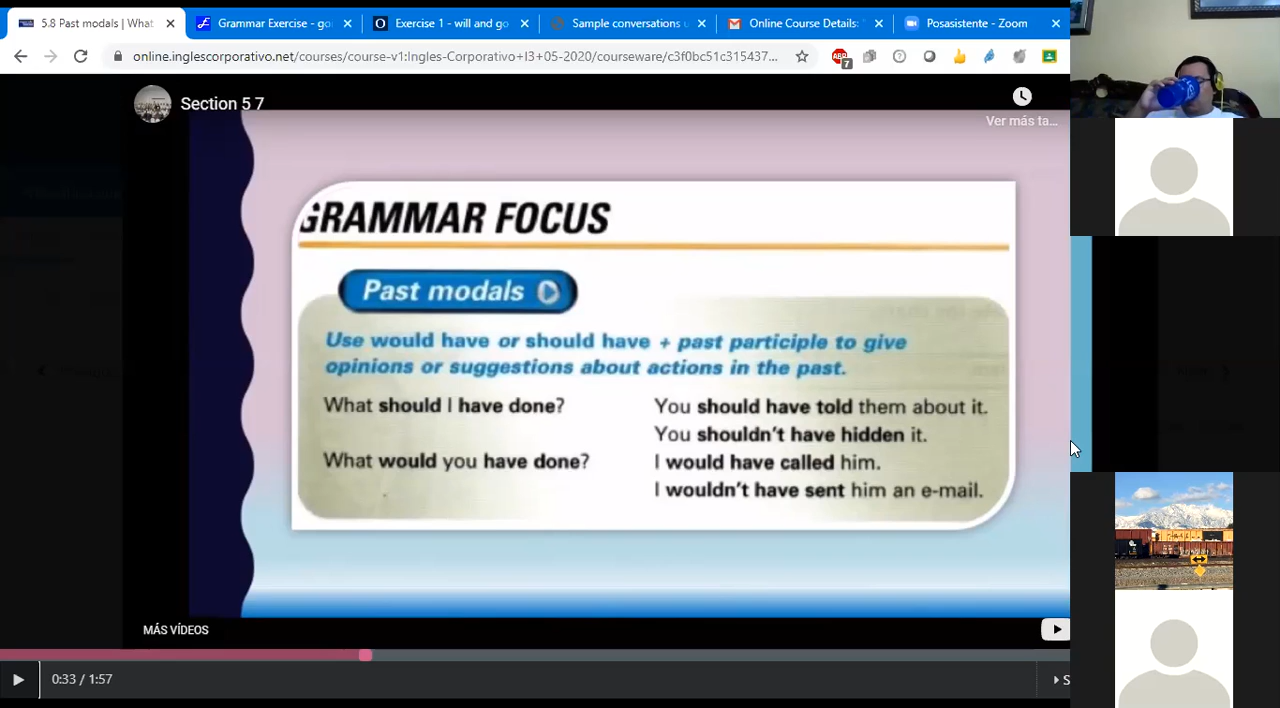 5.8 Past modals | What
Grammar Exercise - go
Exercise 1 - will and go
Sample conversations u
Online Course Details:
Posasistente - Zoom
online.inglescorporativo.net/courses/course-v1:Ingles-Corporativo+I3+05-2020/courseware/c3f0bc51c315437...
ABP
7
Section 5 7
Ver más ta...
GRAMMAR FOCUS
Past modals
Use would have or should have + past participle to give
opinions or suggestions about actions in the past.
What should I have done?
You should have told them about it.
You shouldn't have hidden it.
What would you have done?
I would have called him.
I wouldn't have sent him an e-mail.
MÁS VÍDEOS
0:33 / 1:57
S